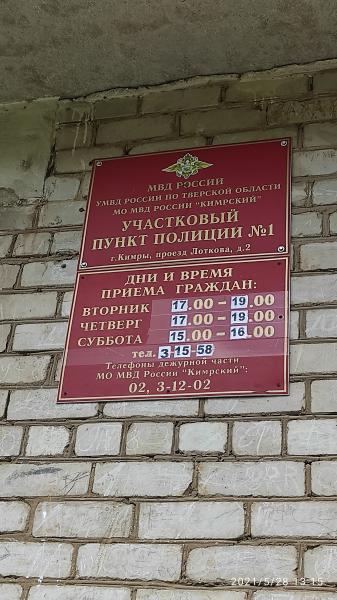 МВД РОССИИ
УМВД РОССИИ ПО ТВЕРСКОЙ ОБЛАСТИ
МО МВД РОССИИ "КИМРСКИЙ"
УЧАСТКОВЫЙ
ПУНКТ ПОЛИЦИИ №1
г.Кимры, проезд Лоткова, д.2
ДНИ И ВРЕМЯ
ПРИЕМА ГРАЖДАН:
ВТОРНИК 17.00 – 19.00
ЧЕТВЕРГ 17.00 – 19.00
СУББОТА 15.00 – 16.00
тел. 3-15-58
Телефоны дежурной части
МО МВД России "Кимрский":
02, 3-12-02
2021/5/28 13:15